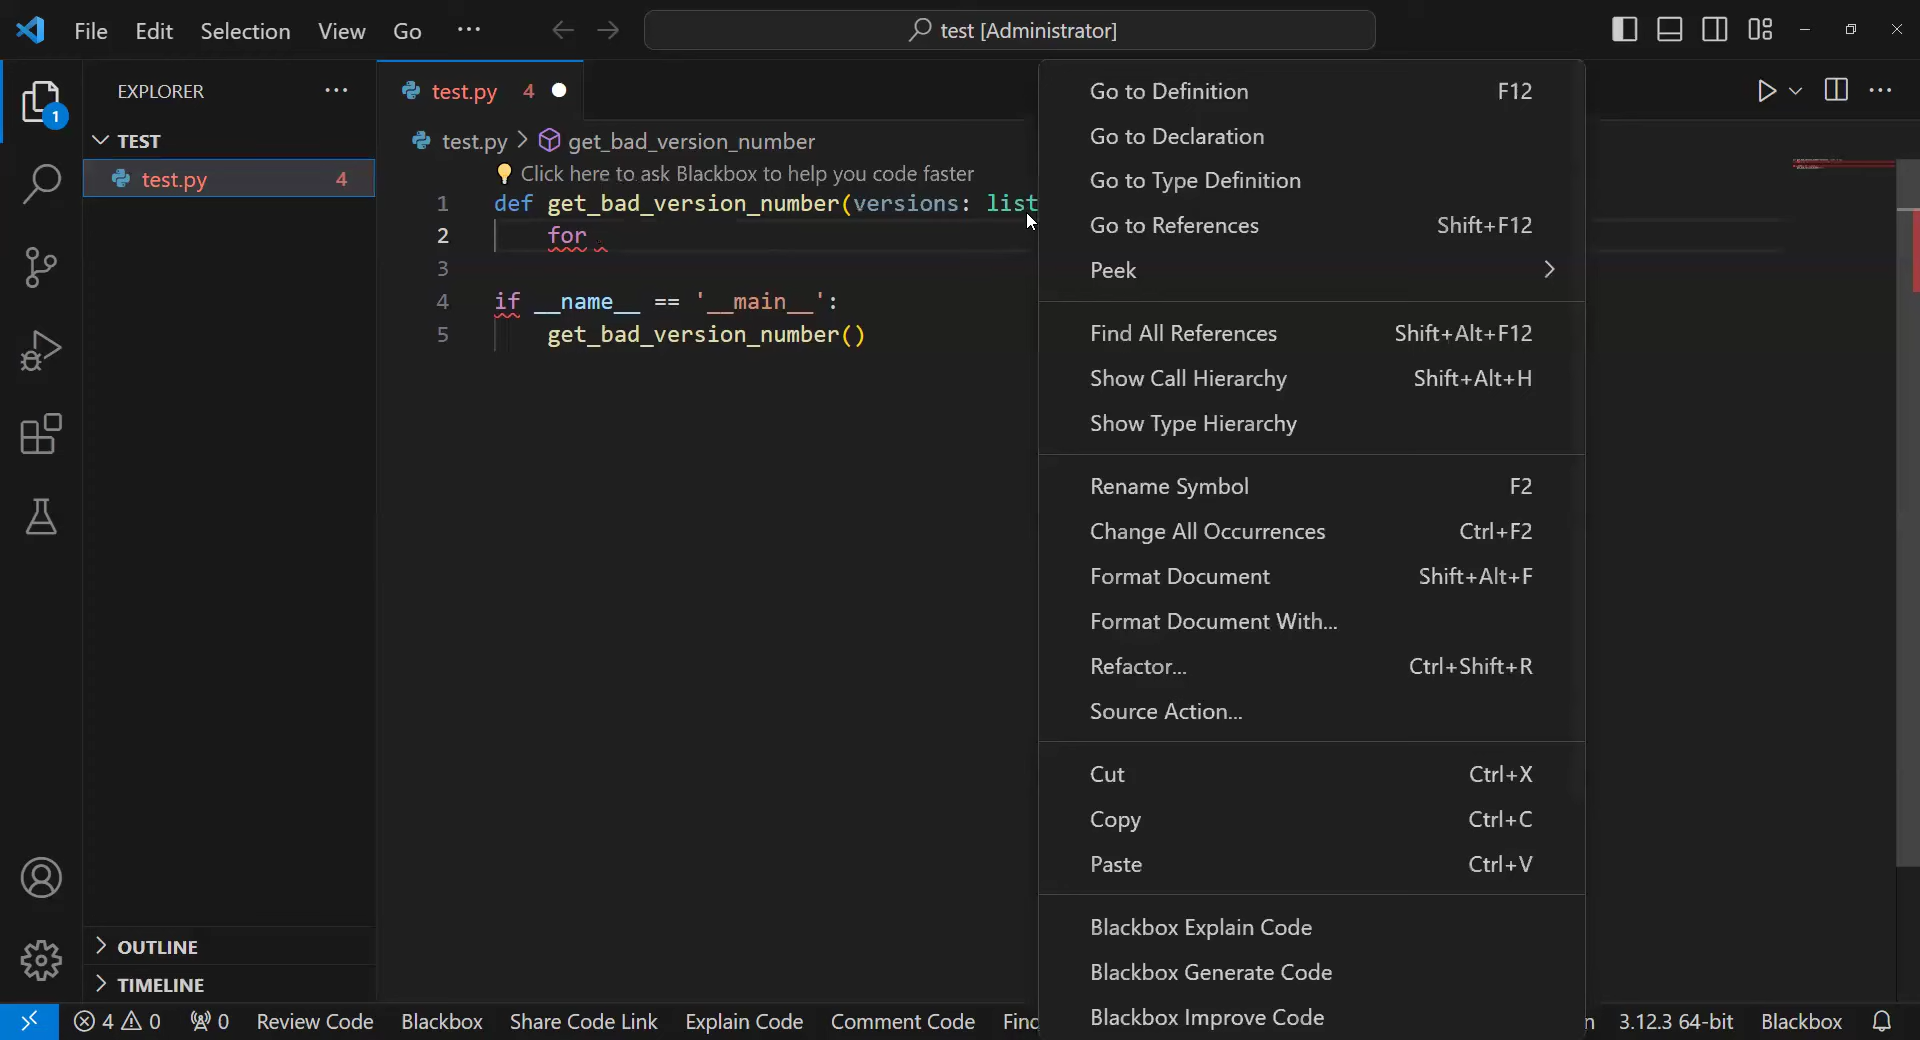 File Edit Selection View Go ...
test [Administrator]
EXPLORER ...
TEST
test.py 4
1
test.py 4
test.py > get_bad_version_number
Click here to ask Blackbox to help you code faster
1 def get_bad_version_number(versions: list
2 for
3
4 if __name__ == '__main__':
5 get_bad_version_number()
Go to Definition F12
Go to Declaration
Go to Type Definition
Go to References Shift+F12
Peek
Find All References Shift+Alt+F12
Show Call Hierarchy Shift+Alt+H
Show Type Hierarchy
Rename Symbol F2
Change All Occurrences Ctrl+F2
Format Document Shift+Alt+F
Format Document With...
Refactor... Ctrl+Shift+R
Source Action...
Cut Ctrl+X
Copy Ctrl+C
Paste Ctrl+V
Blackbox Explain Code
Blackbox Generate Code
Blackbox Improve Code
OUTLINE
TIMELINE
4 0 0 Review Code Blackbox Share Code Link Explain Code Comment Code 3.12.3 64-bit Blackbox